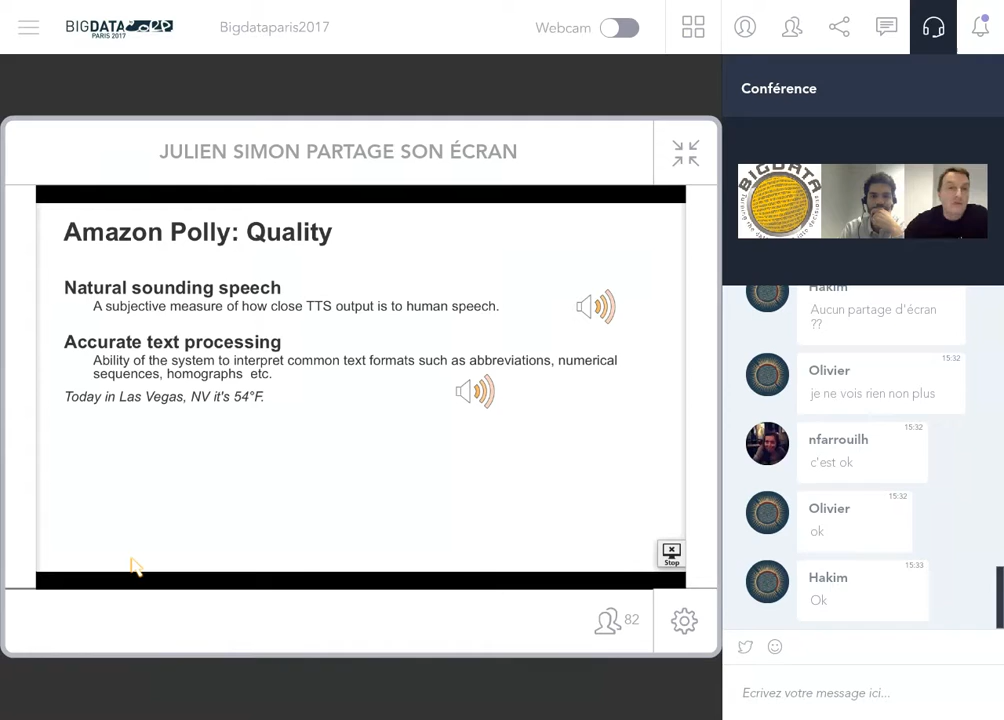 BIGDATA
PARIS 2017
Bigdataparis2017
Webcam
Conférence
JULIEN SIMON PARTAGE SON ÉCRAN
Amazon Polly: Quality
Natural sounding speech
A subjective measure of how close TTS output is to human speech.
Accurate text processing
Ability of the system to interpret common text formats such as abbreviations, numerical
sequences, homographs etc.
Today in Las Vegas, NV it's 54°F.
Stop
82
BIGDATA
Hakim
Aucun partage d'écran
??
15:32
Olivier
je ne vois rien non plus
15:32
nfarrouilh
c'est ok
15:32
Olivier
ok
15:33
Hakim
Ok
Ecrivez votre message ici...